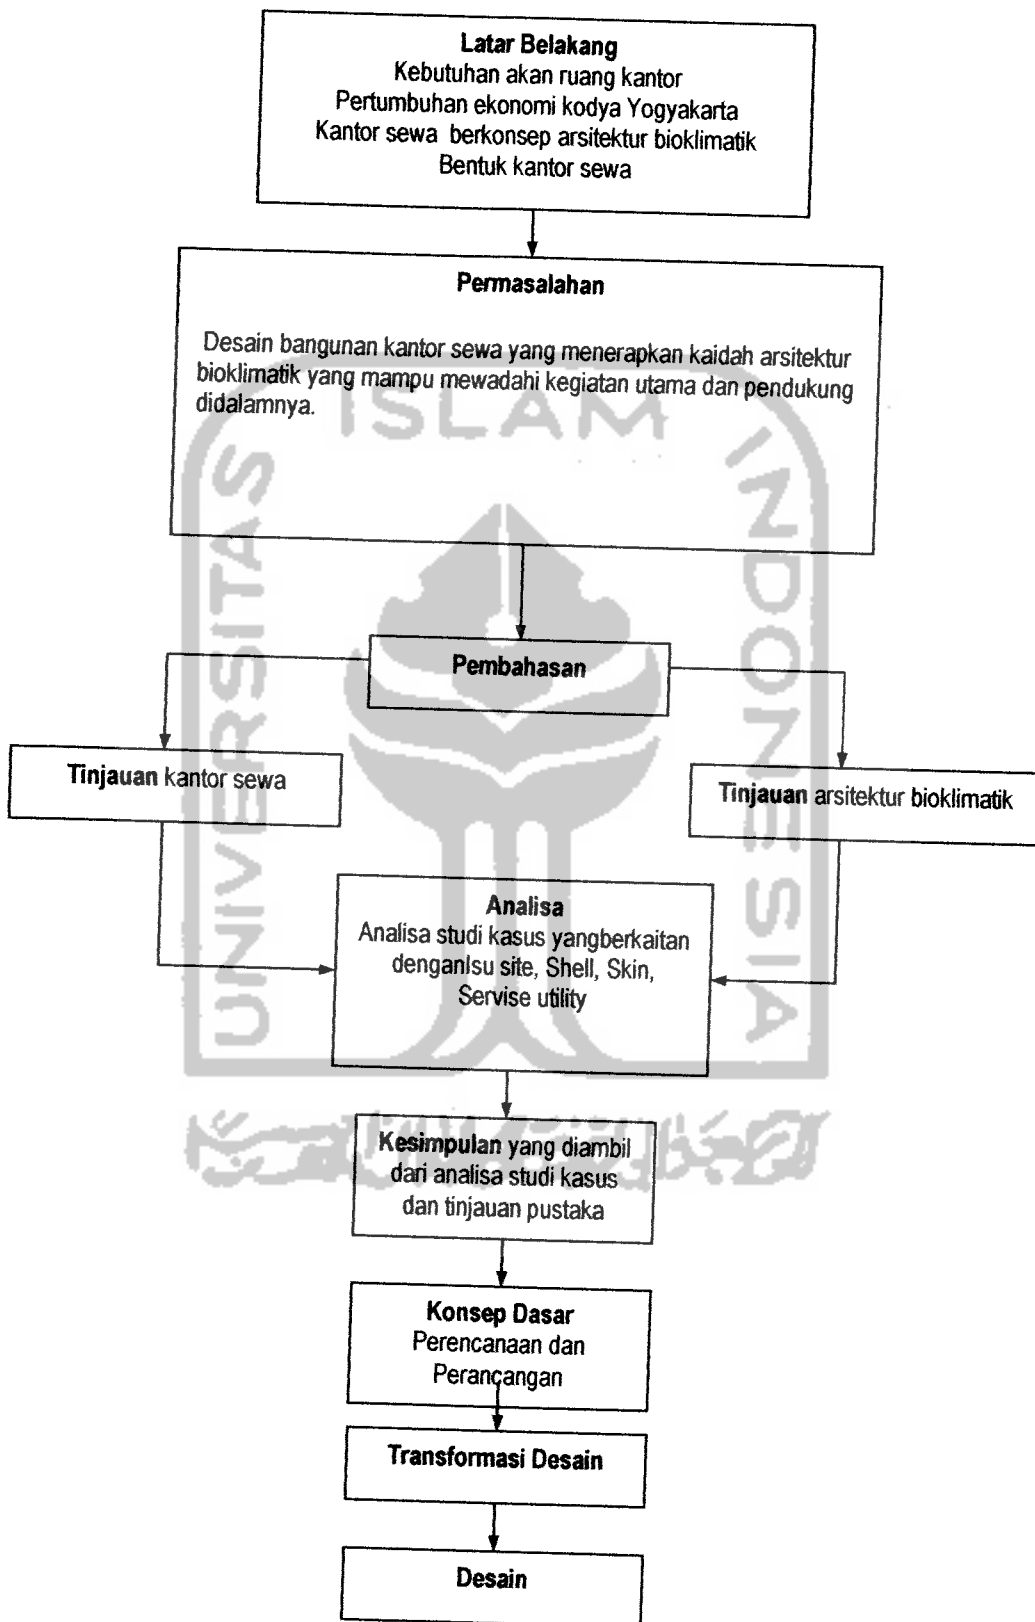 Latar Belakang
Kebutuhan akan ruang kantor
Pertumbuhan ekonomi kodya Yogyakarta
Kantor sewa berkonsep arsitektur bioklimatik
Bentuk kantor sewa
Permasalahan
Desain bangunan kantor sewa yang menerapkan kaidah arsitektur
bioklimatik yang mampu mewadahi kegiatan utama dan pendukung
didalamnya.
Pembahasan
Tinjauan kantor sewa
Tinjauan arsitektur bioklimatik
Analisa
Analisa studi kasus yangberkaitan
denganIsu site, Shell, Skin,
Servise utility
Kesimpulan yang diambil
dari analisa studi kasus
dan tinjauan pustaka
Konsep Dasar
Perencanaan dan
Perancangan
Transformasi Desain
Desain
UNIVERSITAS
ISLAM
INDONESIA